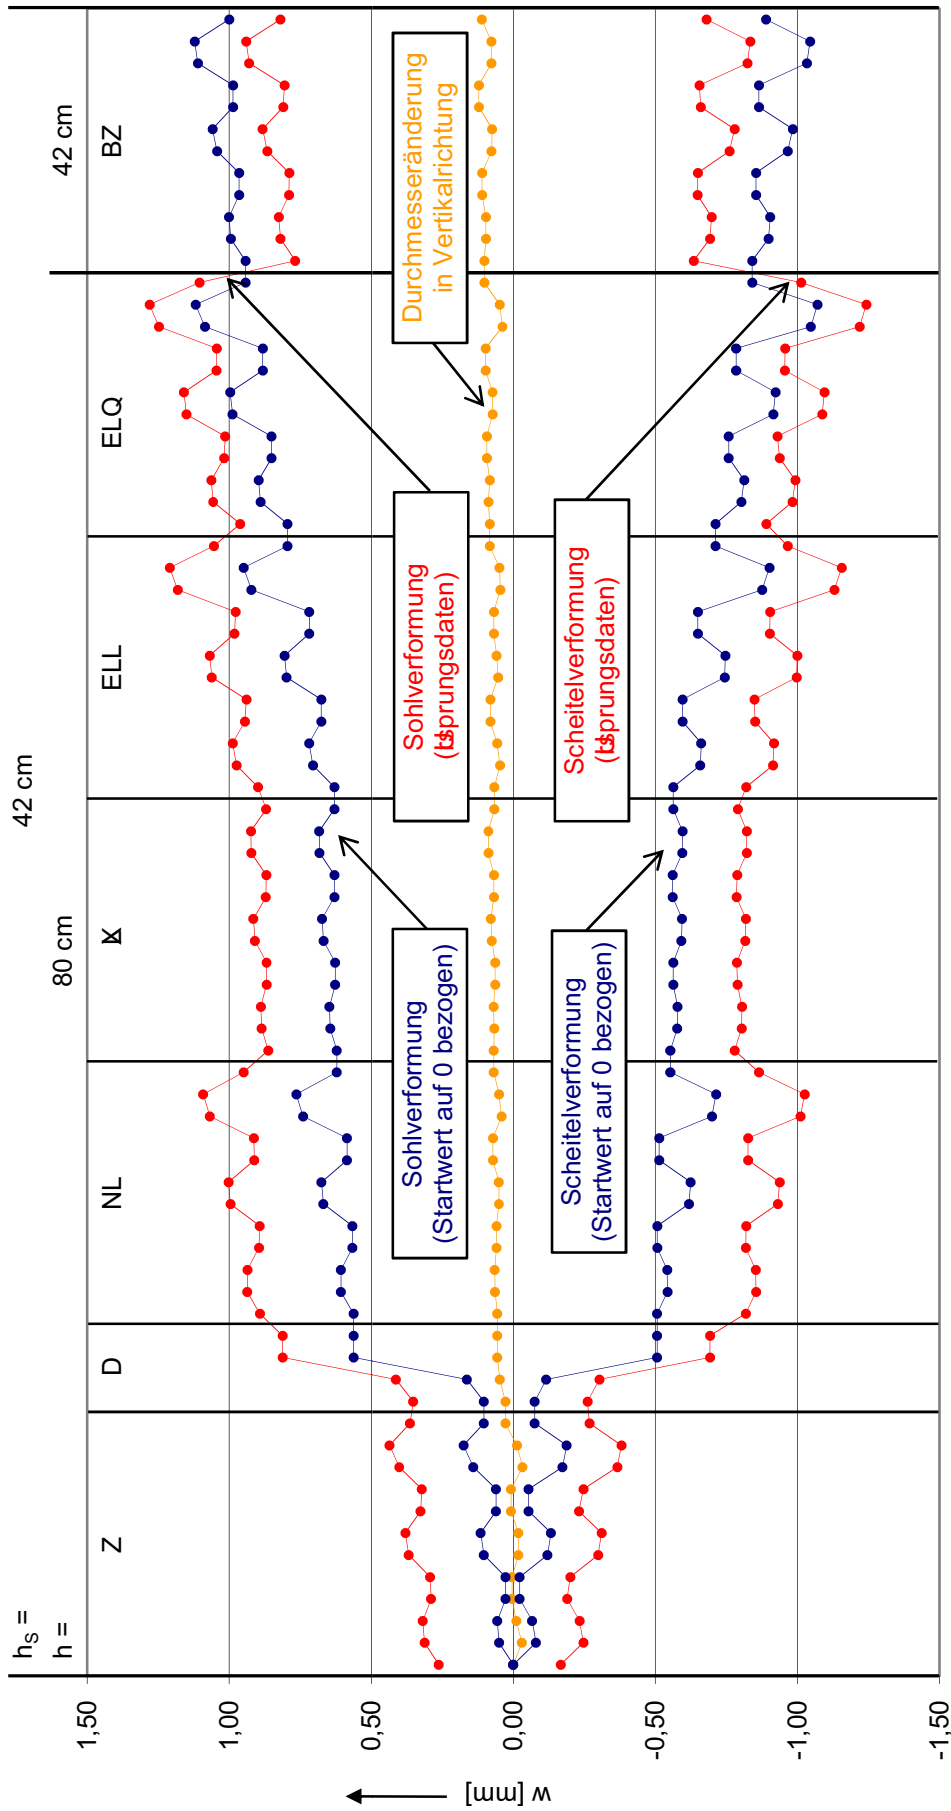 h_S =
42 cm
h =
80 cm
42 cm
Z
D
NL
ELL
ELQ
BZ
1,50
1,00
0,50
0,00
-0,50
-1,00
-1,50
w [mm]
Durchmesseränderung
in Vertikalrichtung
Sohlverformung
Scheitelverformung
Sohlverformung
(Startwert auf 0 bezogen)
Scheitelverformung
(Startwert auf 0 bezogen)